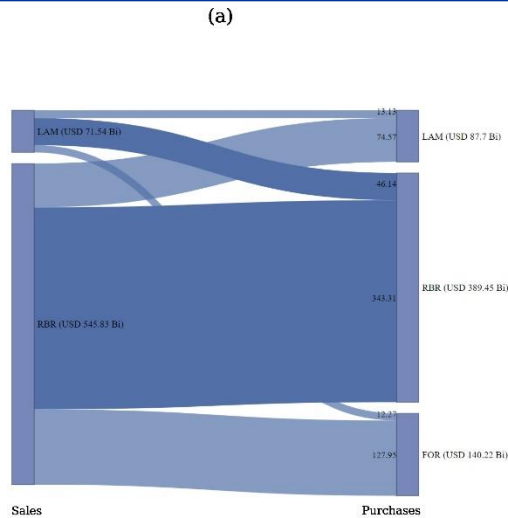 (a)
13.13
LAM (USD 71.54 Bi)
74.57
LAM (USD 87.7 Bi)
46.14
RBR (USD 389.45 Bi)
343.31
RBR (USD 545.83 Bi)
12.27
127.95
FOR (USD 140.22 Bi)
Sales
Purchases